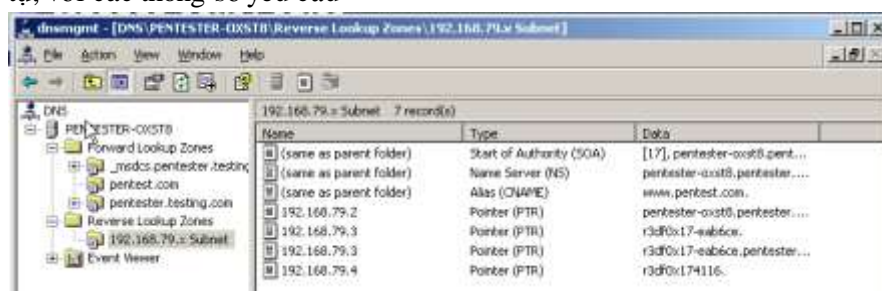 tự, với các thông số yêu cầu
dnsmgmt - [DNS\PENTESTER-OXST8\Reverse Lookup Zones\192.168.79.x Subnet]
File Action View Window Help
DNS
PENTESTER-OXST8
Forward Lookup Zones
_msdcs.pentester.testing
pentest.com
pentester.testing.com
Reverse Lookup Zones
192.168.79.x Subnet
Event Viewer
192.168.79.x Subnet 7 record(s)
Name Type Data
(same as parent folder) Start of Authority (SOA) [17], pentester-oxst8.pent...
(same as parent folder) Name Server (NS) pentester-oxst8.pentester....
(same as parent folder) Alias (CNAME) www.pentest.com.
192.168.79.2 Pointer (PTR) pentester-oxst8.pentester....
192.168.79.3 Pointer (PTR) r3df0x17-eab6ce.
192.168.79.3 Pointer (PTR) r3df0x17-eab6ce.pentester...
192.168.79.4 Pointer (PTR) r3df0x174116.